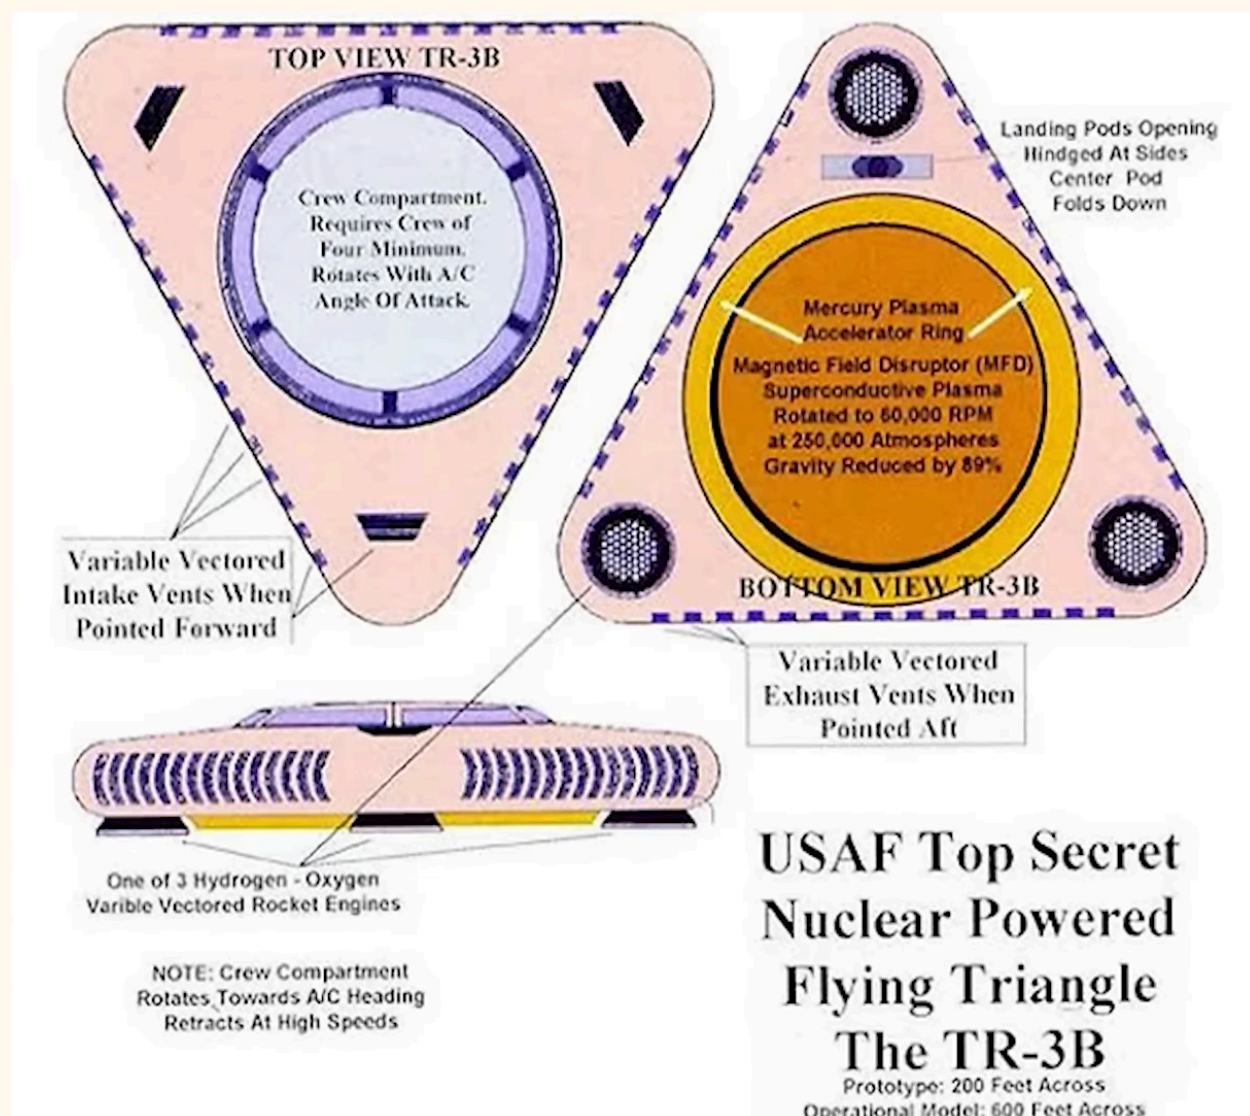 TOP VIEW TR-3B
Crew Compartment.
Requires Crew of
Four Minimum.
Rotates With A/C
Angle Of Attack.
Variable Vectored
Intake Vents When
Pointed Forward
Landing Pods Opening
Hindged At Sides
Center Pod
Folds Down
Mercury Plasma
Accelerator Ring
Magnetic Field Disruptor (MFD)
Superconductive Plasma
Rotated to 60,000 RPM
at 250,000 Atmospheres
Gravity Reduced by 89%
BOTTOM VIEW TR-3B
Variable Vectored
Exhaust Vents When
Pointed Aft
One of 3 Hydrogen - Oxygen
Varible Vectored Rocket Engines
NOTE: Crew Compartment
Rotates Towards A/C Heading
Retracts At High Speeds
USAF Top Secret
Nuclear Powered
Flying Triangle
The TR-3B
Prototype: 200 Feet Across
Operational Model: 600 Feet Across